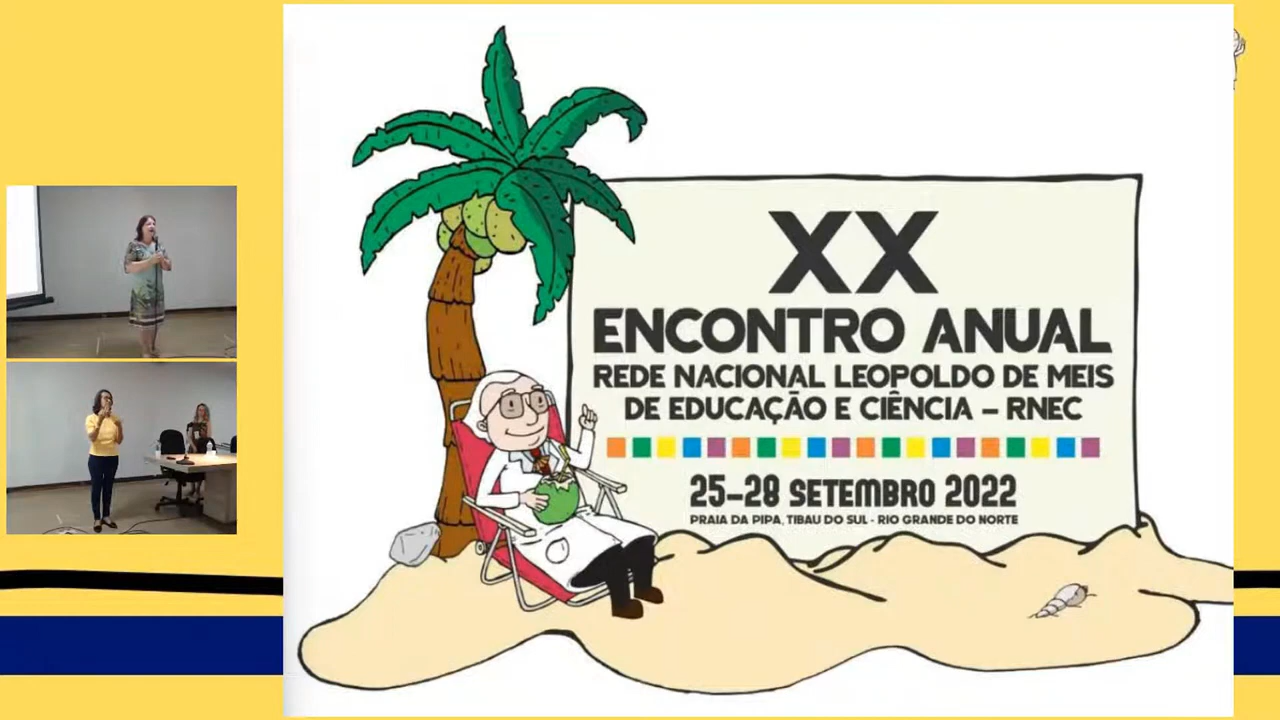 XX
ENCONTRO ANUAL
REDE NACIONAL LEOPOLDO DE MEIS
DE EDUCAÇÃO E CIÊNCIA – RNEC
25-28 SETEMBRO 2022
PRAIA DA PIPA, TIBAU DO SUL - RIO GRANDE DO NORTE